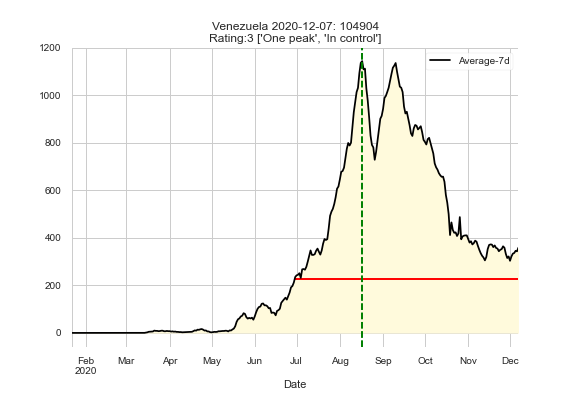 Venezuela 2020-12-07: 104904
Rating:3 ['One peak', 'In control']
Average-7d
1200
1000
800
600
400
200
0
Feb Mar Apr May Jun Jul Aug Sep Oct Nov Dec
2020
Date